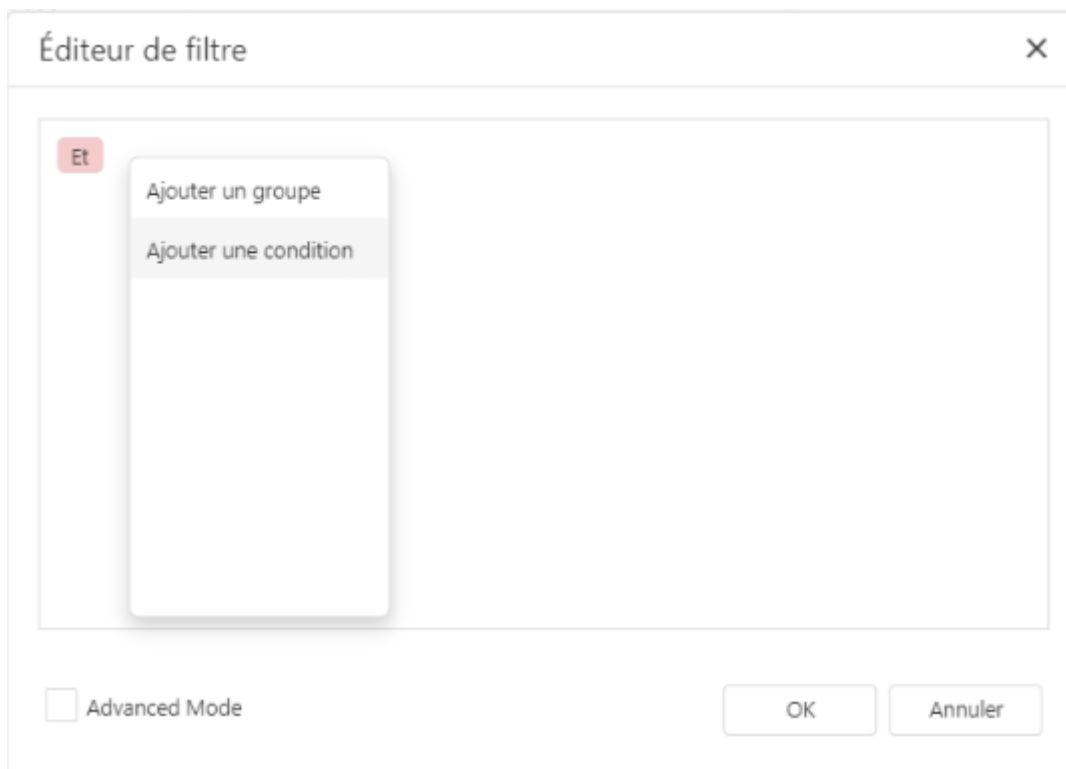 Éditeur de filtre
Et
Ajouter un groupe
Ajouter une condition
Advanced Mode
OK
Annuler